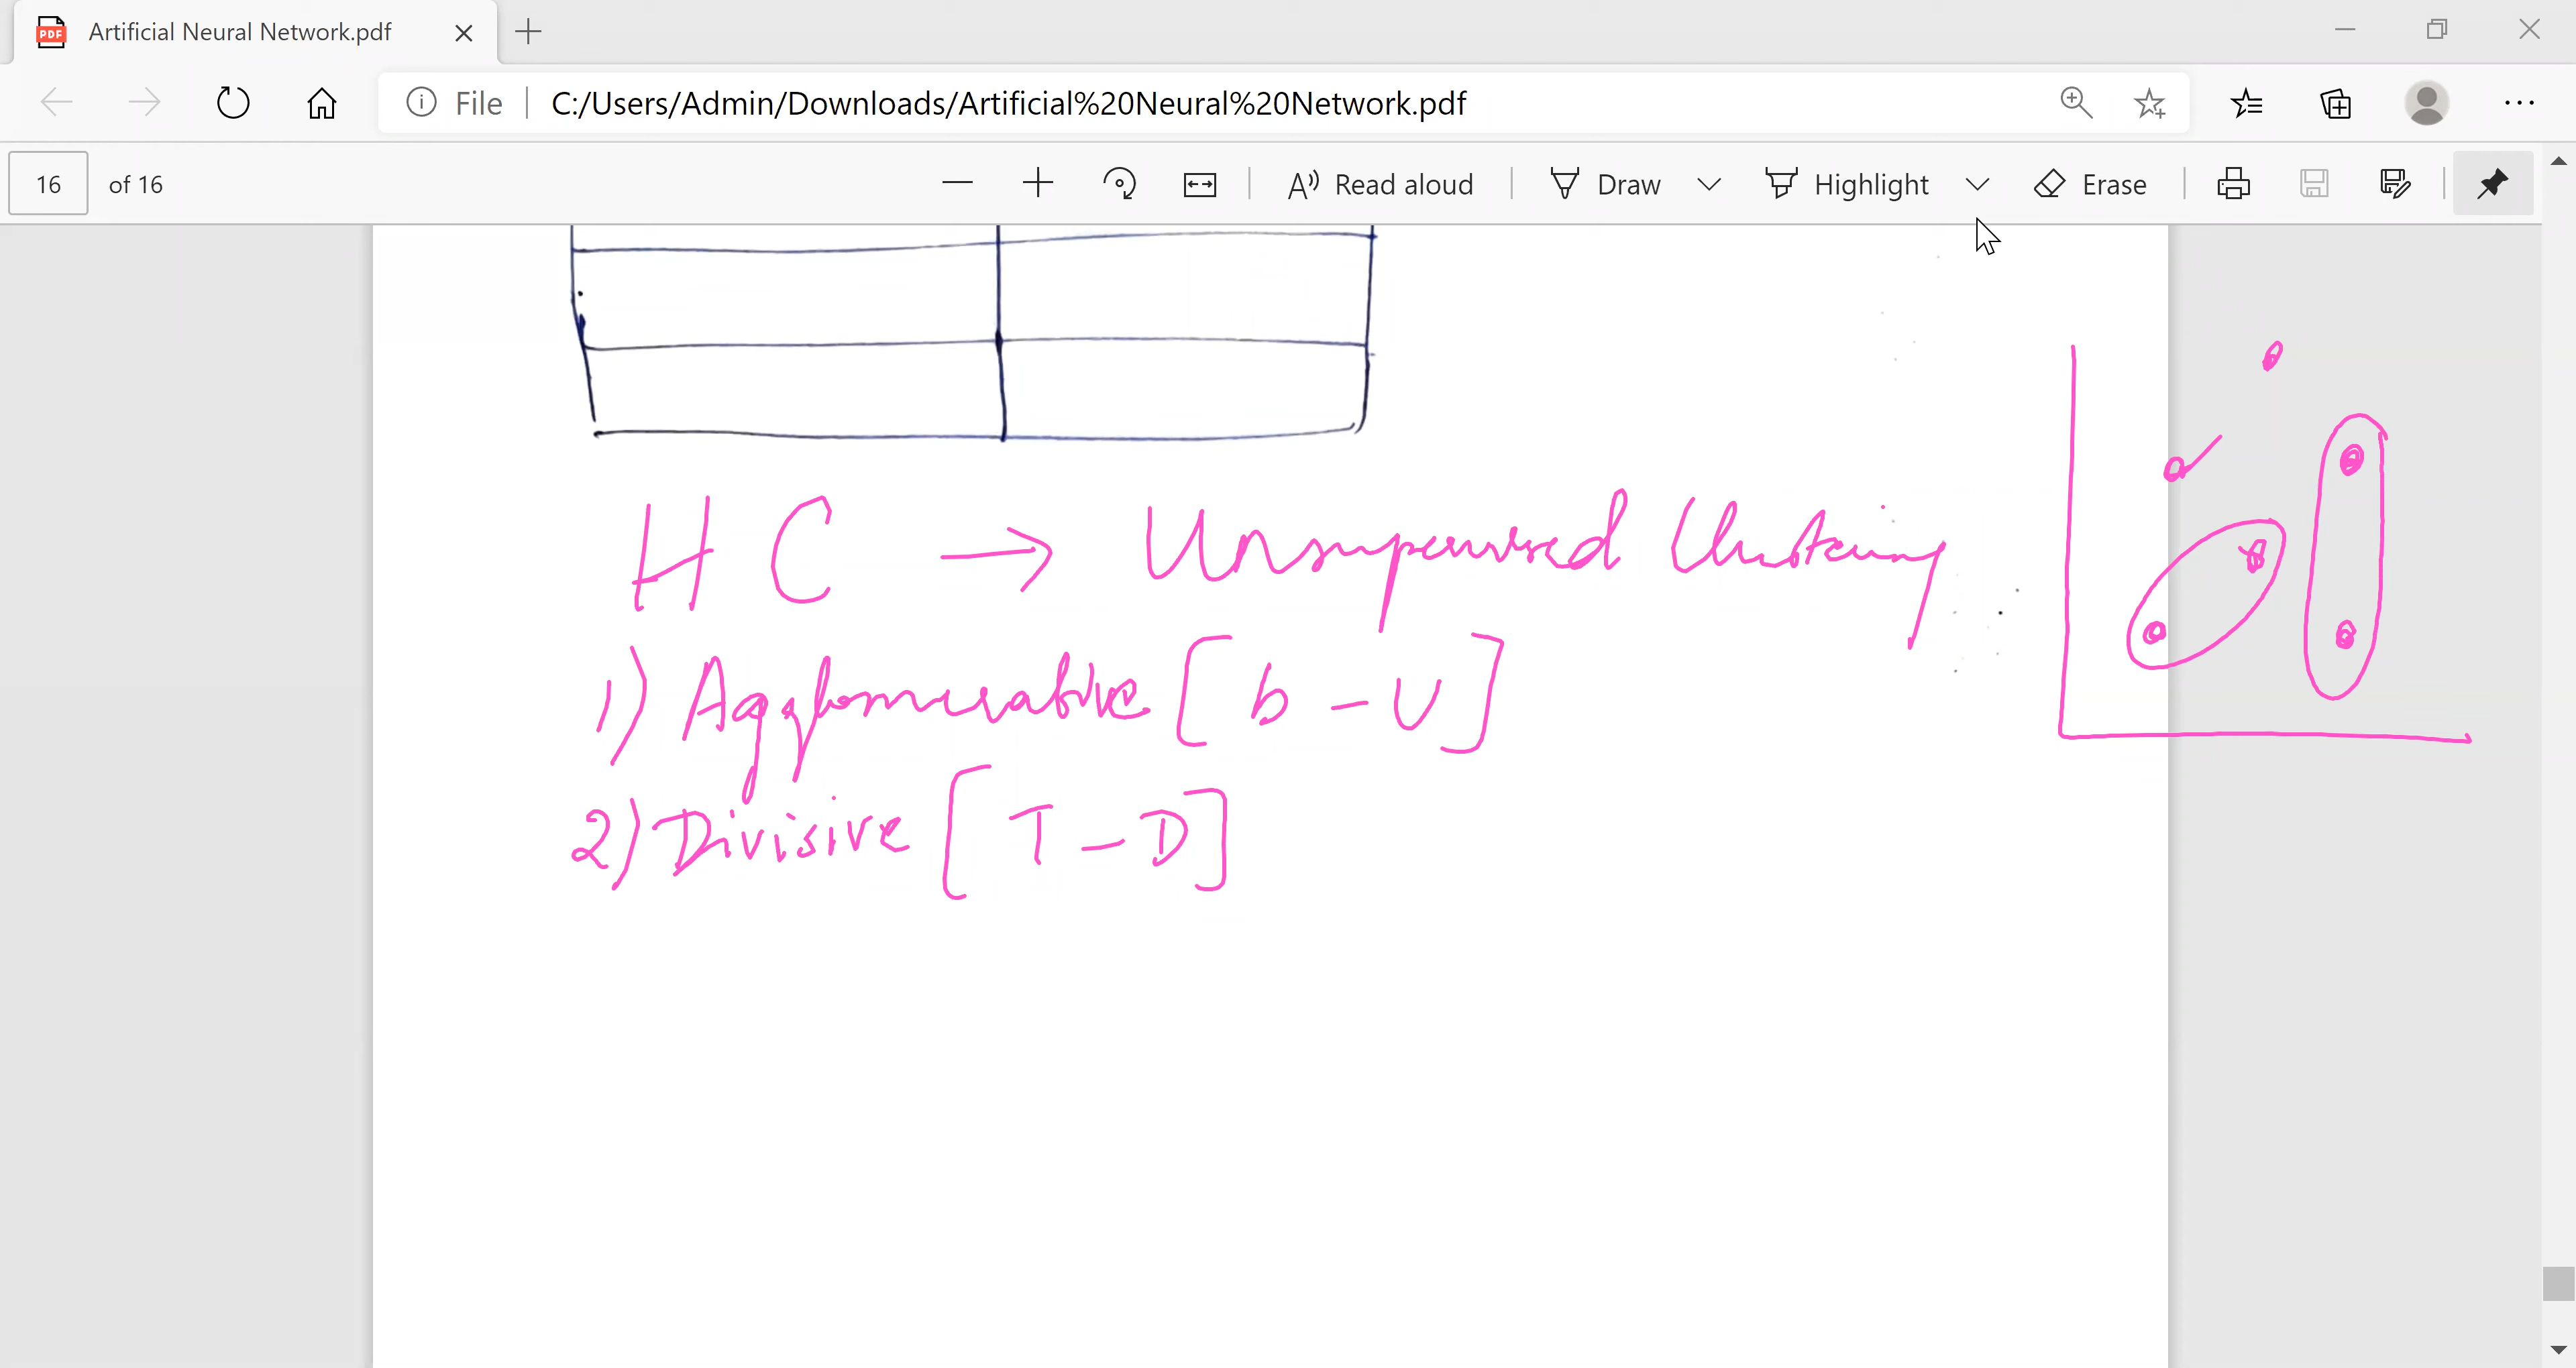 Artificial Neural Network.pdf
File | C:/Users/Admin/Downloads/Artificial%20Neural%20Network.pdf
16 of 16 Read aloud Draw Highlight Erase
H C → Unsupervised Clustering
1) Agglomerative [ b - U ]
2) Divisive [ T - D ]